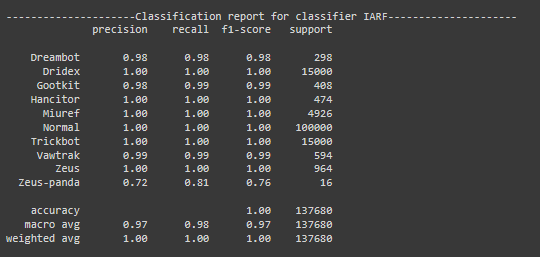 ---------------------Classification report for classifier IARF---------------------
precision recall f1-score support
Dreambot 0.98 0.98 0.98 298
Dridex 1.00 1.00 1.00 15000
Gootkit 0.98 0.99 0.99 408
Hancitor 1.00 1.00 1.00 474
Miuref 1.00 1.00 1.00 4926
Normal 1.00 1.00 1.00 100000
Trickbot 1.00 1.00 1.00 15000
Vawtrak 0.99 0.99 0.99 594
Zeus 1.00 1.00 1.00 964
Zeus-panda 0.72 0.81 0.76 16
accuracy 1.00 137680
macro avg 0.97 0.98 0.97 137680
weighted avg 1.00 1.00 1.00 137680